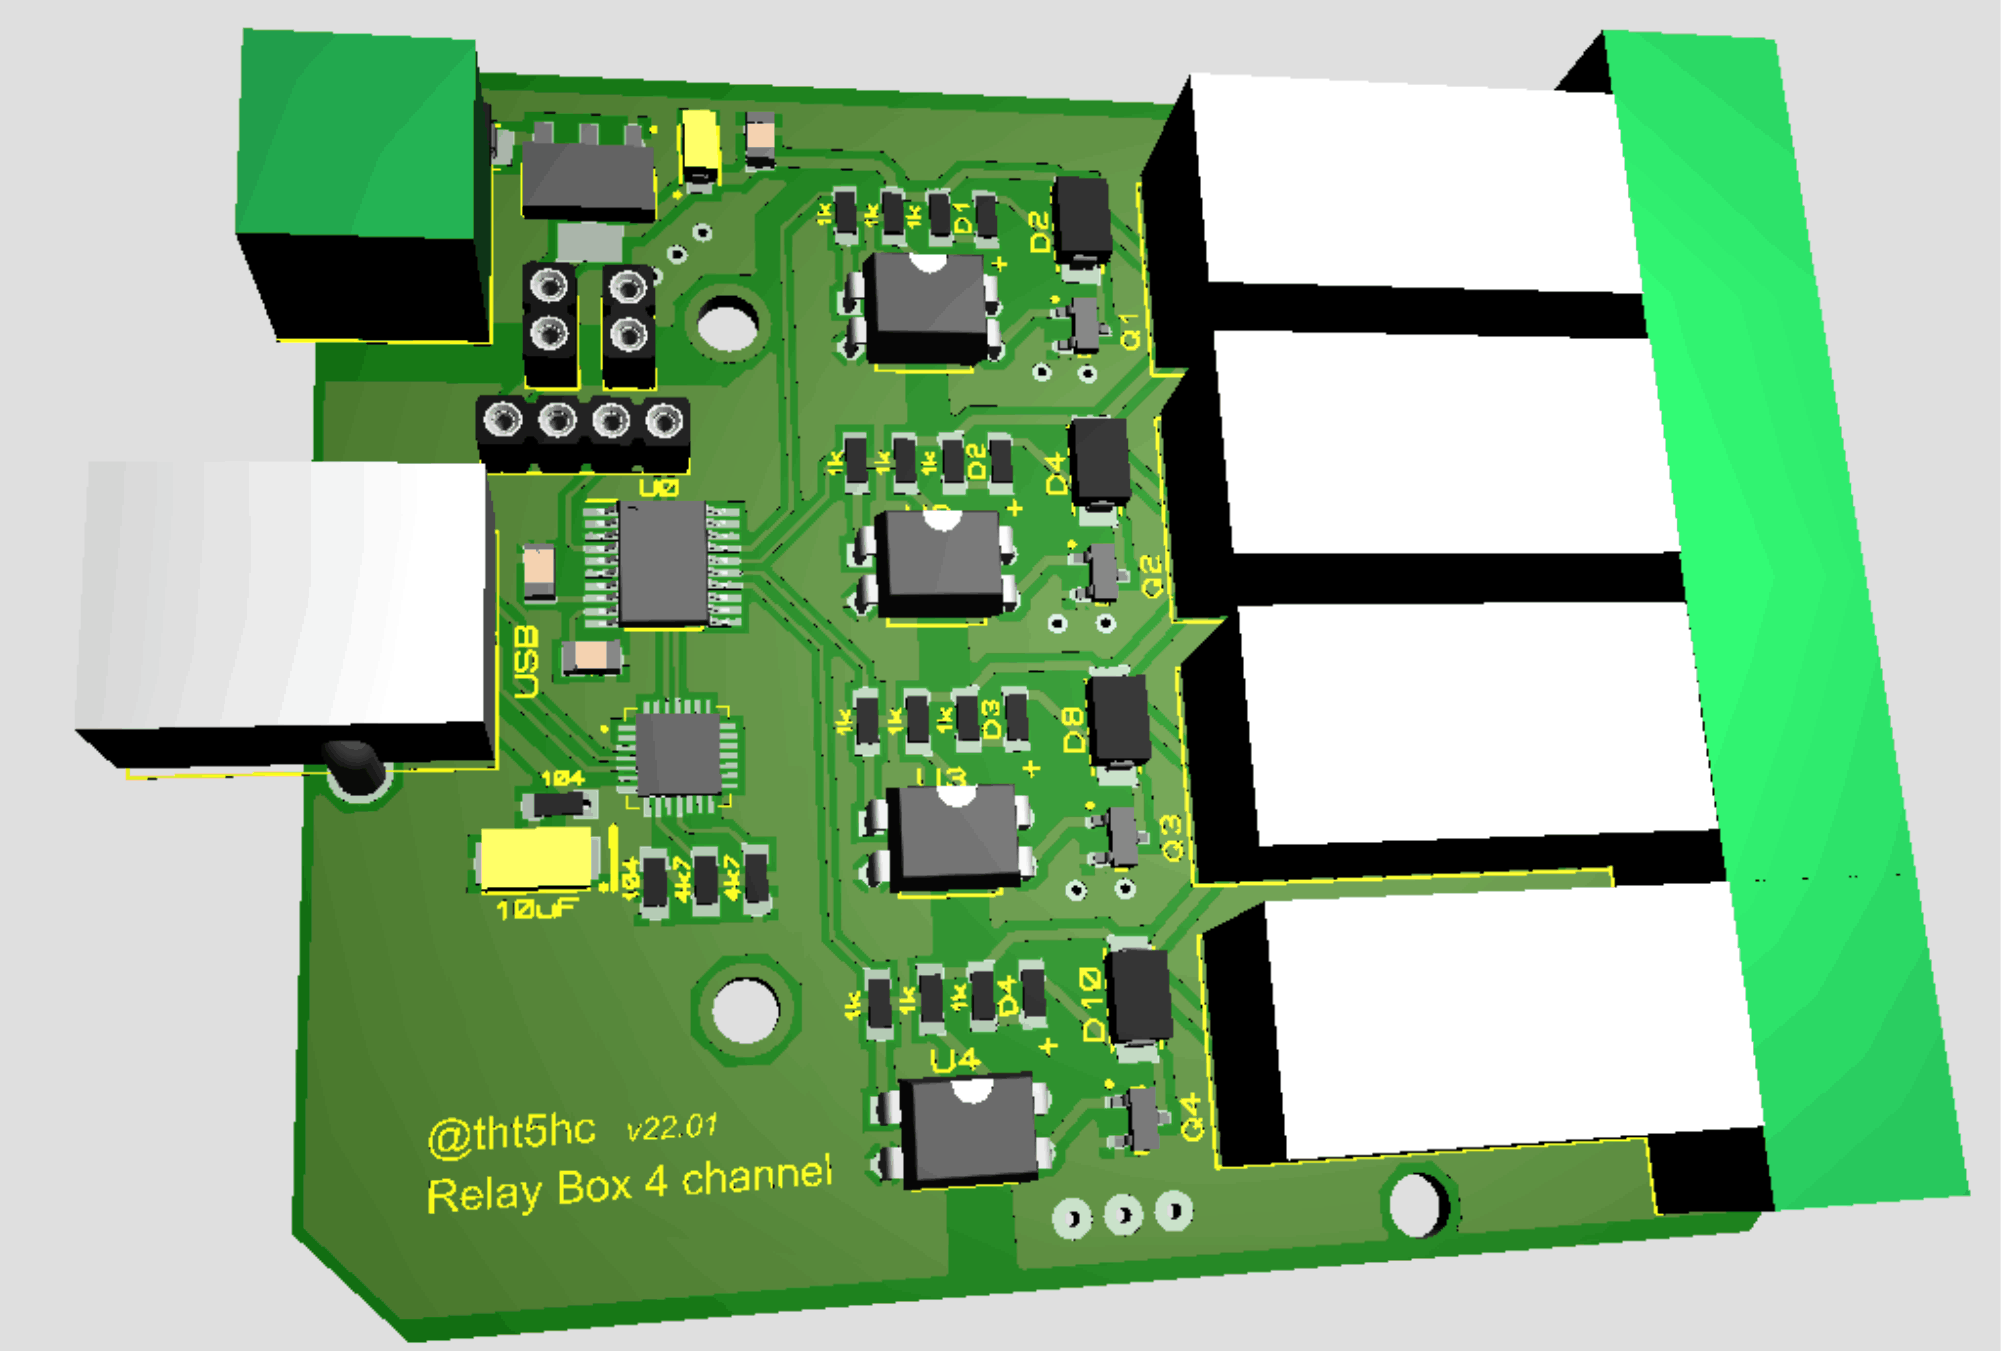 1k 1k 1k D1 D2
+
Q1
1k 1k 1k D2 D4
U0
+
Q2
USB
1k 1k 1k D3 D8
U3
+
Q3
104
104 4k7 4k7
10uF
1k 1k 1k D4 D10
+
U4
Q4
@tht5hc v22.01
Relay Box 4 channel